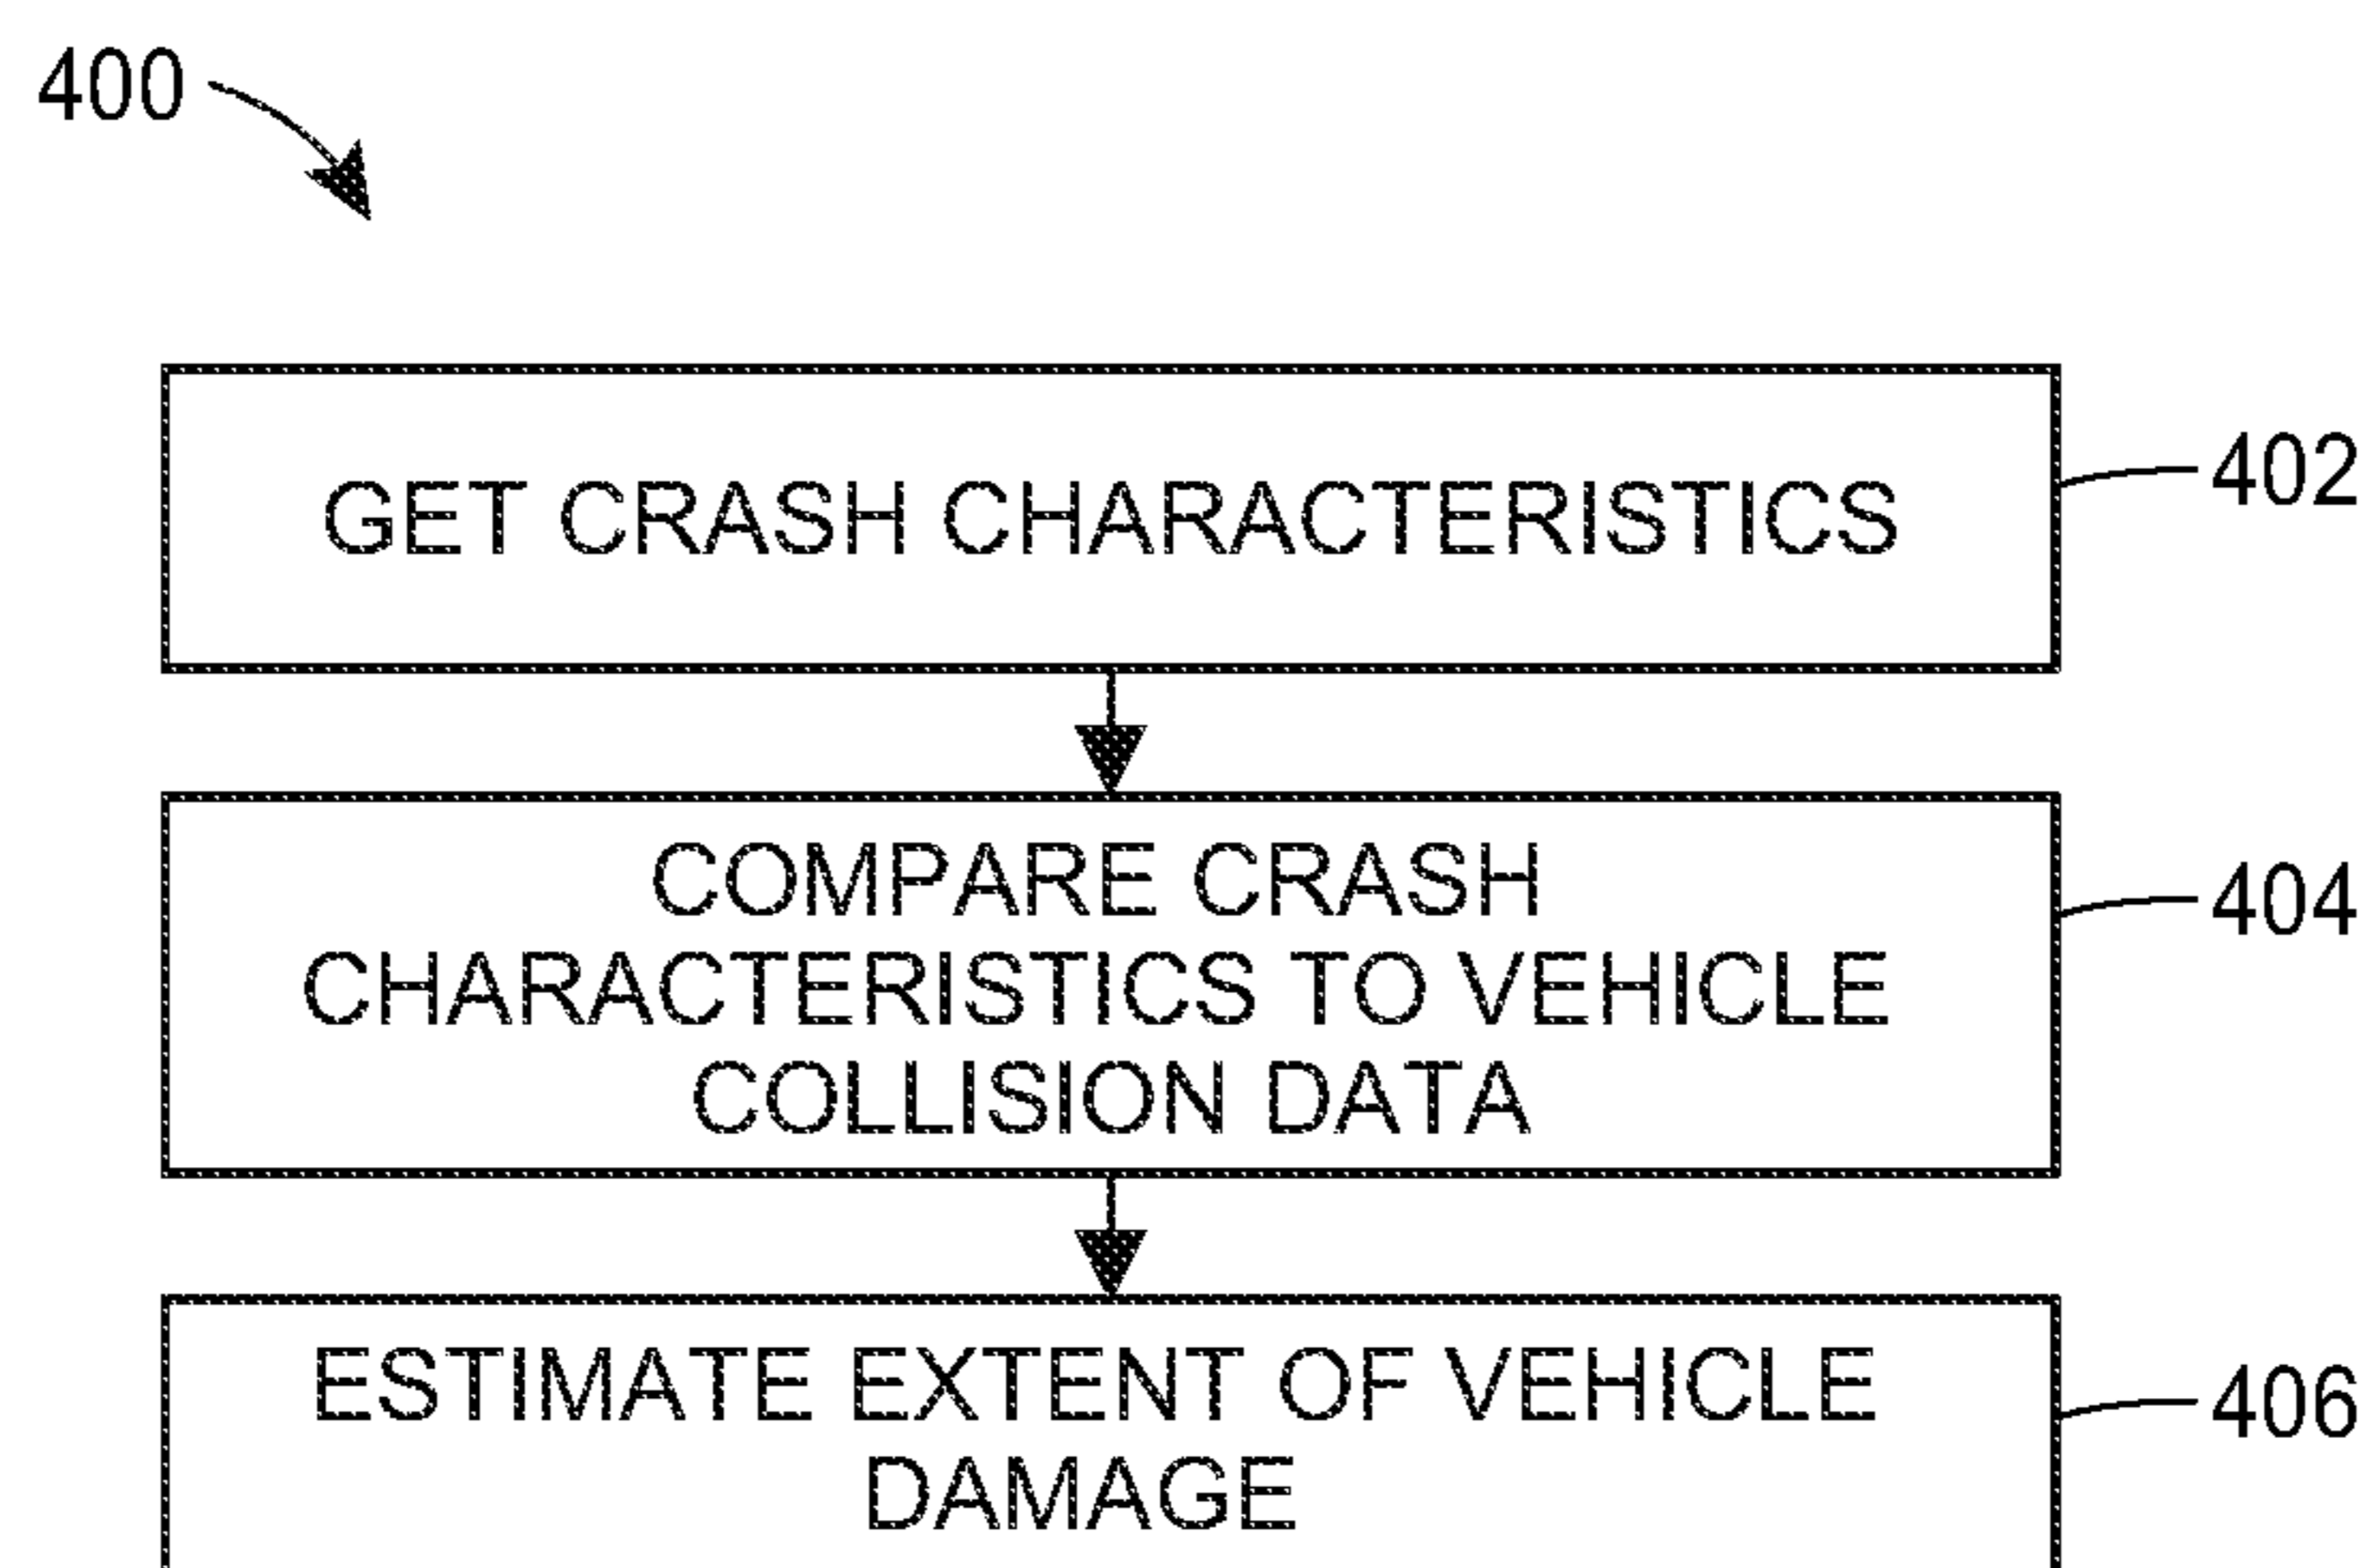 400
GET CRASH CHARACTERISTICS
402
COMPARE CRASH
CHARACTERISTICS TO VEHICLE
COLLISION DATA
404
ESTIMATE EXTENT OF VEHICLE
DAMAGE
406